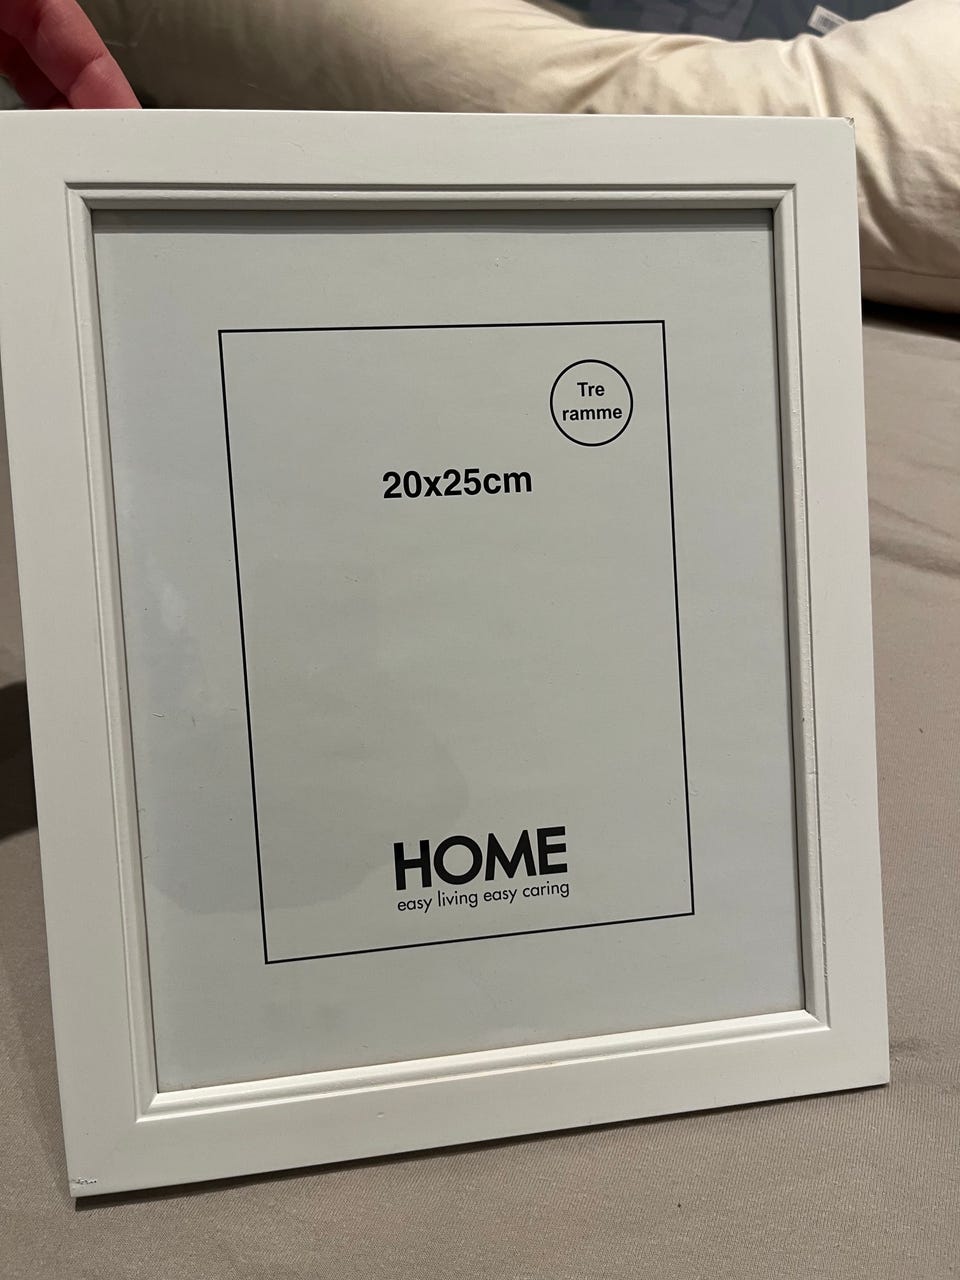 Tre
ramme
20x25cm
HOME
easy living easy caring